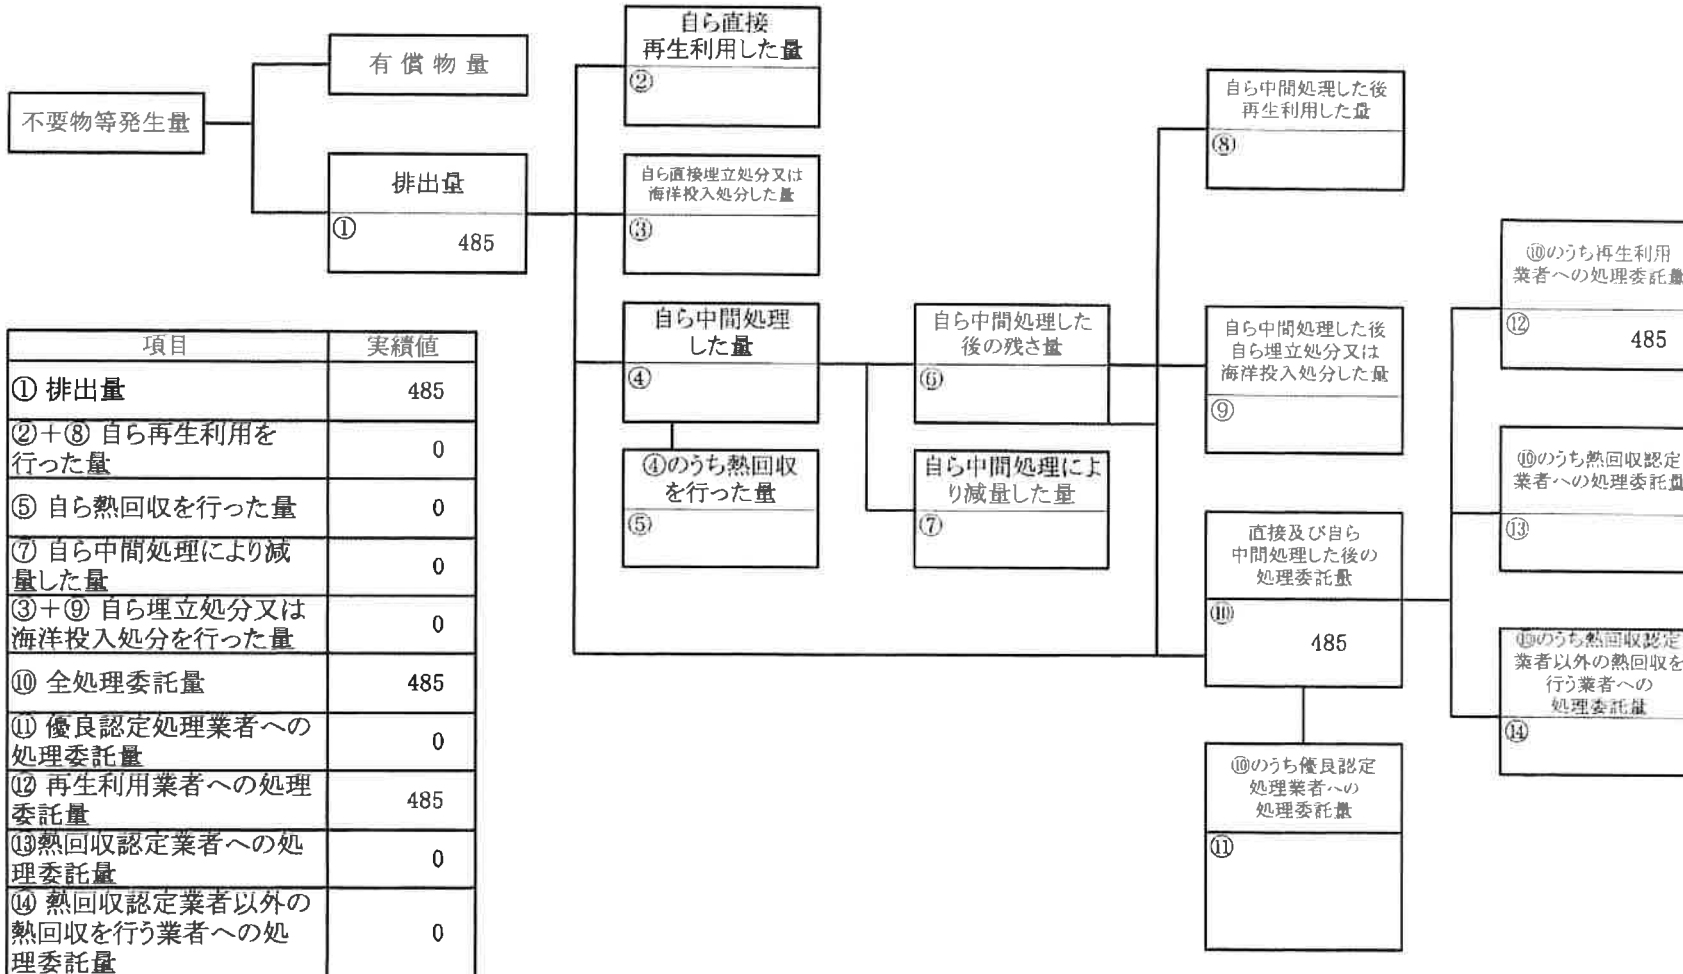 不要物等発生量
有償物量
排出量
①
485
自ら直接
再生利用した量
②
自ら直接埋立処分又は
海洋投入処分した量
③
自ら中間処理
した量
④
④のうち熱回収
を行った量
⑤
自ら中間処理した
後の残さ量
⑥
自ら中間処理によ
り減量した量
⑦
自ら中間処理した後
再生利用した量
⑧
自ら中間処理した後
自ら埋立処分又は
海洋投入処分した量
⑨
直接及び自ら
中間処理した後の
処理委託量
⑩
485
⑩のうち優良認定
処理業者への
処理委託量
⑪
⑩のうち再生利用
業者への処理委託量
⑫
485
⑩のうち熱回収認定
業者への処理委託量
⑬
⑩のうち熱回収認定
業者以外の熱回収を
行う業者への
処理委託量
⑭
項目 実績値
① 排出量 485
②+⑧ 自ら再生利用を
行った量 0
⑤ 自ら熱回収を行った量 0
⑦ 自ら中間処理により減
量した量 0
③+⑨ 自ら埋立処分又は
海洋投入処分を行った量 0
⑩ 全処理委託量 485
⑪ 優良認定処理業者への
処理委託量 0
⑫ 再生利用業者への処理
委託量 485
⑬熱回収認定業者への処
理委託量 0
⑭ 熱回収認定業者以外の
熱回収を行う業者への処
理委託量 0